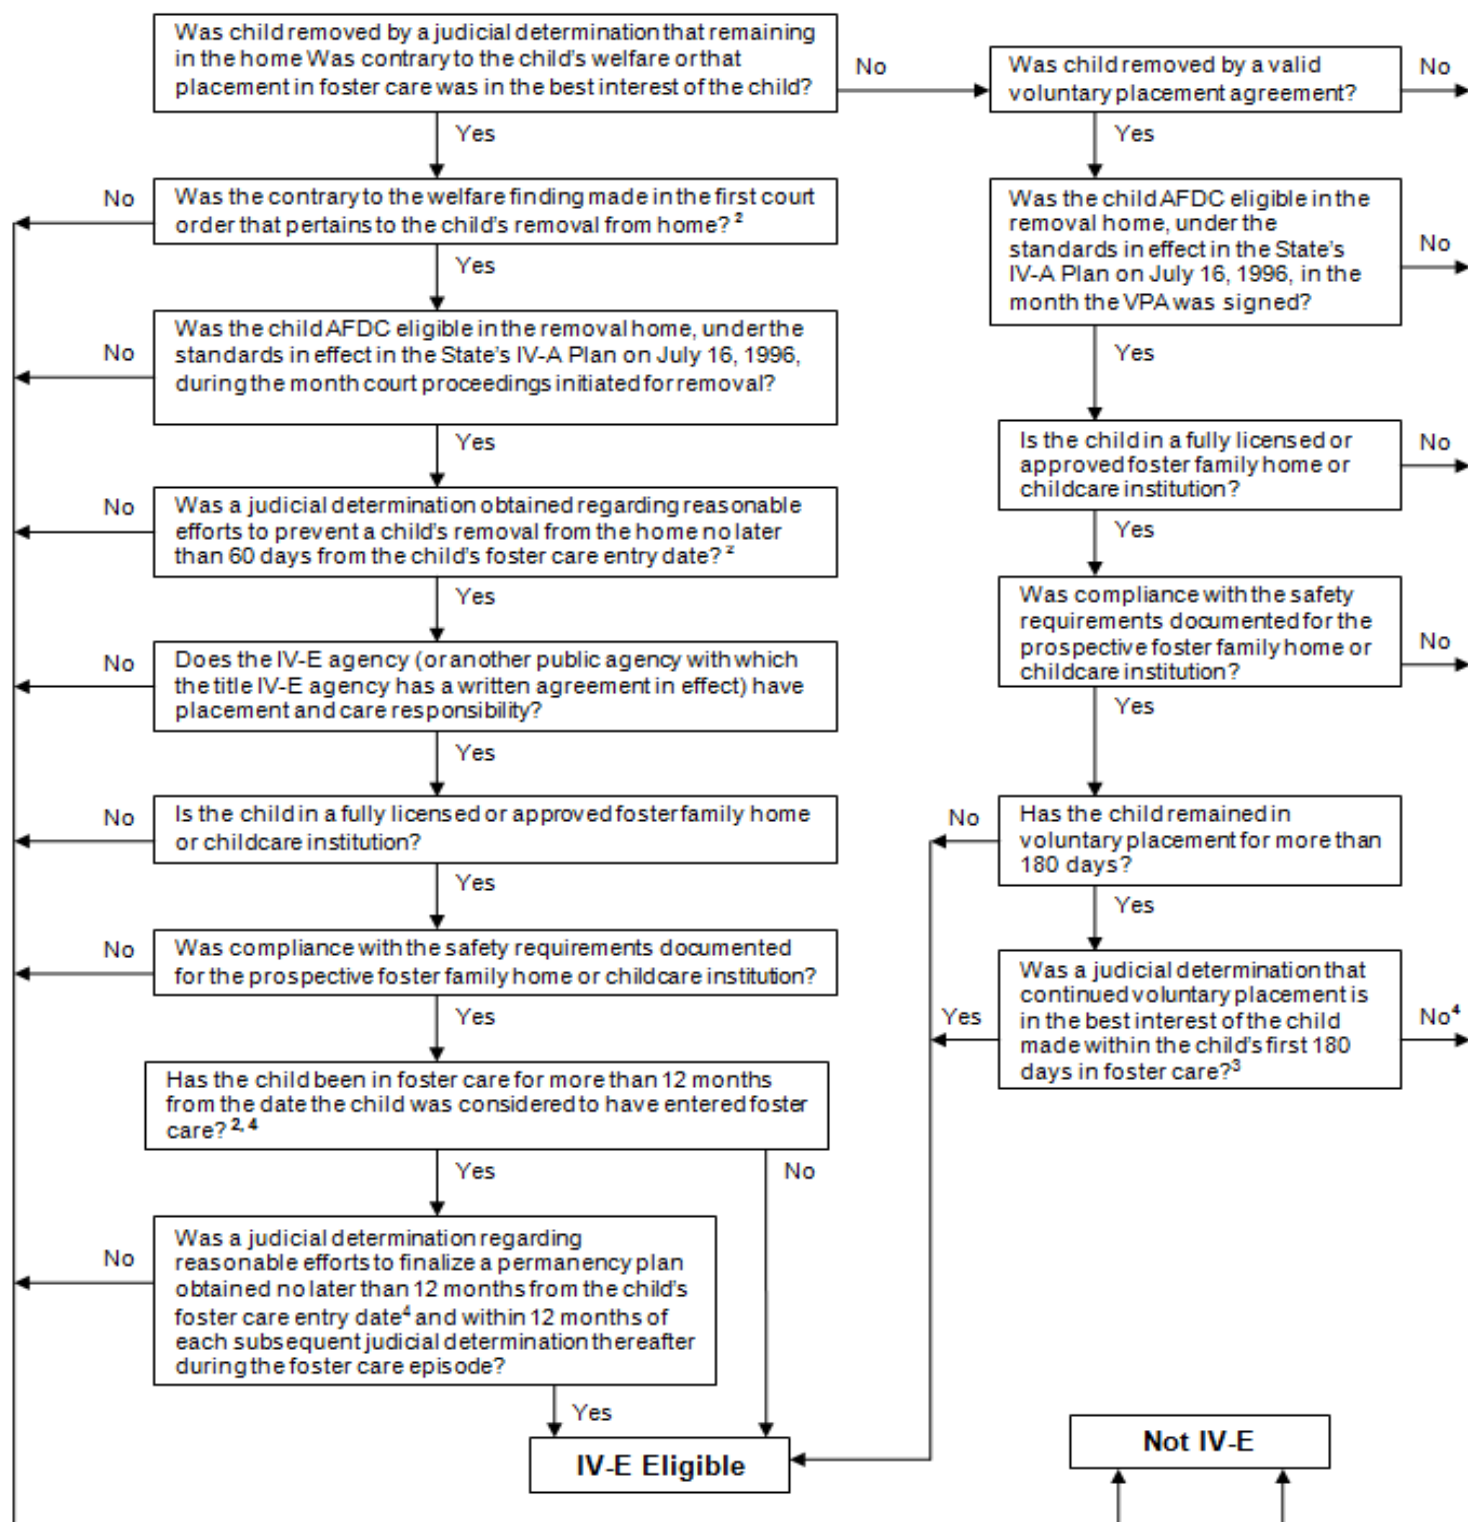 Was child removed by a judicial determination that remaining
in the home Was contrary to the child's welfare or that
placement in foster care was in the best interest of the child?
No
Was child removed by a valid
voluntary placement agreement?
No
Yes
Yes
No
Was the contrary to the welfare finding made in the first court
order that pertains to the child's removal from home? 2
Was the child AFDC eligible in the
removal home, under the
standards in effect in the State's
IV-A Plan on July 16, 1996, in the
month the VPA was signed?
No
Yes
No
Was the child AFDC eligible in the removal home, under the
standards in effect in the State's IV-A Plan on July 16, 1996,
during the month court proceedings initiated for removal?
Yes
Yes
Is the child in a fully licensed or
approved foster family home or
childcare institution?
No
No
Was a judicial determination obtained regarding reasonable
efforts to prevent a child's removal from the home no later
than 60 days from the child's foster care entry date? 2
Yes
Yes
Was compliance with the safety
requirements documented for the
prospective foster family home or
childcare institution?
No
No
Does the IV-E agency (or another public agency with which
the title IV-E agency has a written agreement in effect) have
placement and care responsibility?
Yes
Yes
No
Is the child in a fully licensed or approved foster family home
or childcare institution?
No
Has the child remained in
voluntary placement for more than
180 days?
Yes
Yes
No
Was compliance with the safety requirements documented
for the prospective foster family home or childcare institution?
Yes
Was a judicial determination that
continued voluntary placement is
in the best interest of the child
made within the child's first 180
days in foster care?3
No4
Yes
Has the child been in foster care for more than 12 months
from the date the child was considered to have entered foster
care? 2, 4
Yes
No
No
Was a judicial determination regarding
reasonable efforts to finalize a permanency plan
obtained no later than 12 months from the child's
foster care entry date4 and within 12 months of
each subsequent judicial determination thereafter
during the foster care episode?
Yes
IV-E Eligible
Not IV-E